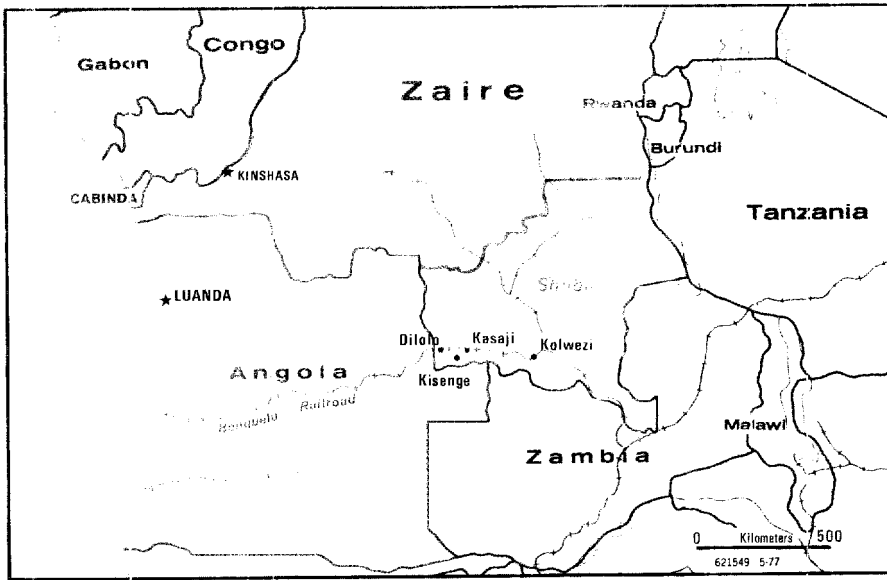 Congo
Gabon
Zaire
Rwanda
Burundi
KINSHASA
CABINDA
Tanzania
LUANDA
Shaba
Dilolo
Kasaji
Kolwezi
Kisenge
Angola
Railroad
Malawi
Zambia
0 Kilometers 500
621549 5-77